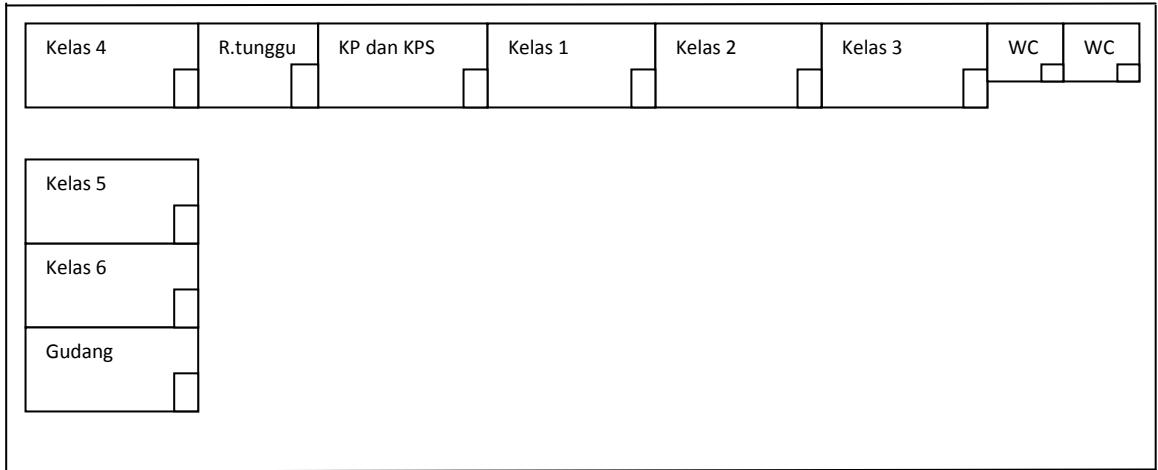 Kelas 4
R.tunggu
KP dan KPS
Kelas 1
Kelas 2
Kelas 3
WC
WC
Kelas 5
Kelas 6
Gudang